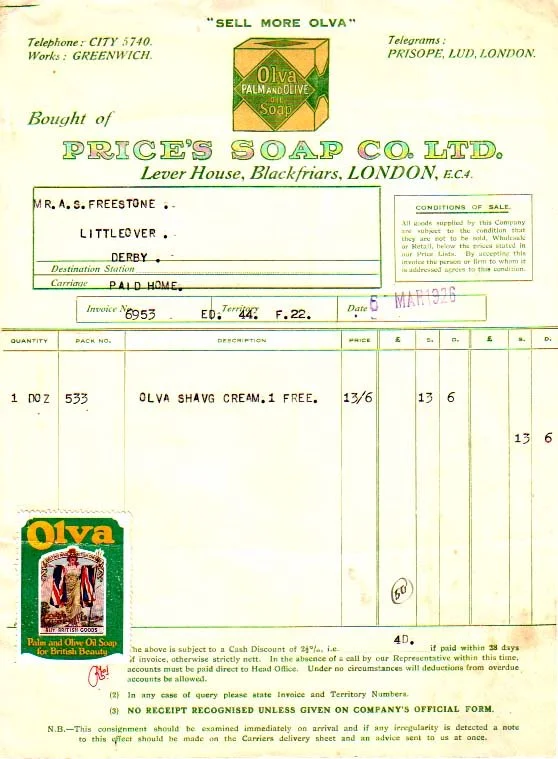 "SELL MORE OLVA"
Telephone: CITY 5740.
Works: GREENWICH.
Telegrams:
PRISOPE, LUD, LONDON.
Olva
PALM AND OLIVE
OIL
Soap
Bought of
PRICE'S SOAP CO. LTD.
Lever House, Blackfriars, LONDON, E.C.4.
MR.A.S.FREESTONE .-
LITTLEOVER .-
DERBY .-
Destination Station
Carriage PAID HOME.
CONDITIONS OF SALE.
All goods supplied by this Company
are subject to the condition that
they are not to be sold, Wholesale
or Retail, below the prices stated in
our Price Lists. By accepting this
invoice the person or firm to whom it
is addressed agrees to this condition.
Invoice No. 6953 ED. Territory 44. F.22. Date 6 MAR 1926
QUANTITY PACK NO. DESCRIPTION PRICE £ S. D. £ S. D.
1 DOZ 533 OLVA SHAVG CREAM.1 FREE. 13/6 13 6
13 6
Olva
BUY BRITISH GOODS
Palm and Olive Oil Soap
for British Beauty
The above is subject to a Cash Discount of 2½%, i.e. 4D. if paid within 28 days
of invoice, otherwise strictly nett. In the absence of a call by our Representative within this time,
accounts must be paid direct to Head Office. Under no circumstances will deductions from overdue
accounts be allowed.
(2) In any case of query please state Invoice and Territory Numbers.
(3) NO RECEIPT RECOGNISED UNLESS GIVEN ON COMPANY'S OFFICIAL FORM.
N.B.—This consignment should be examined immediately on arrival and if any irregularity is detected a note
to this effect should be made on the Carriers delivery sheet and an advice sent to us at once.